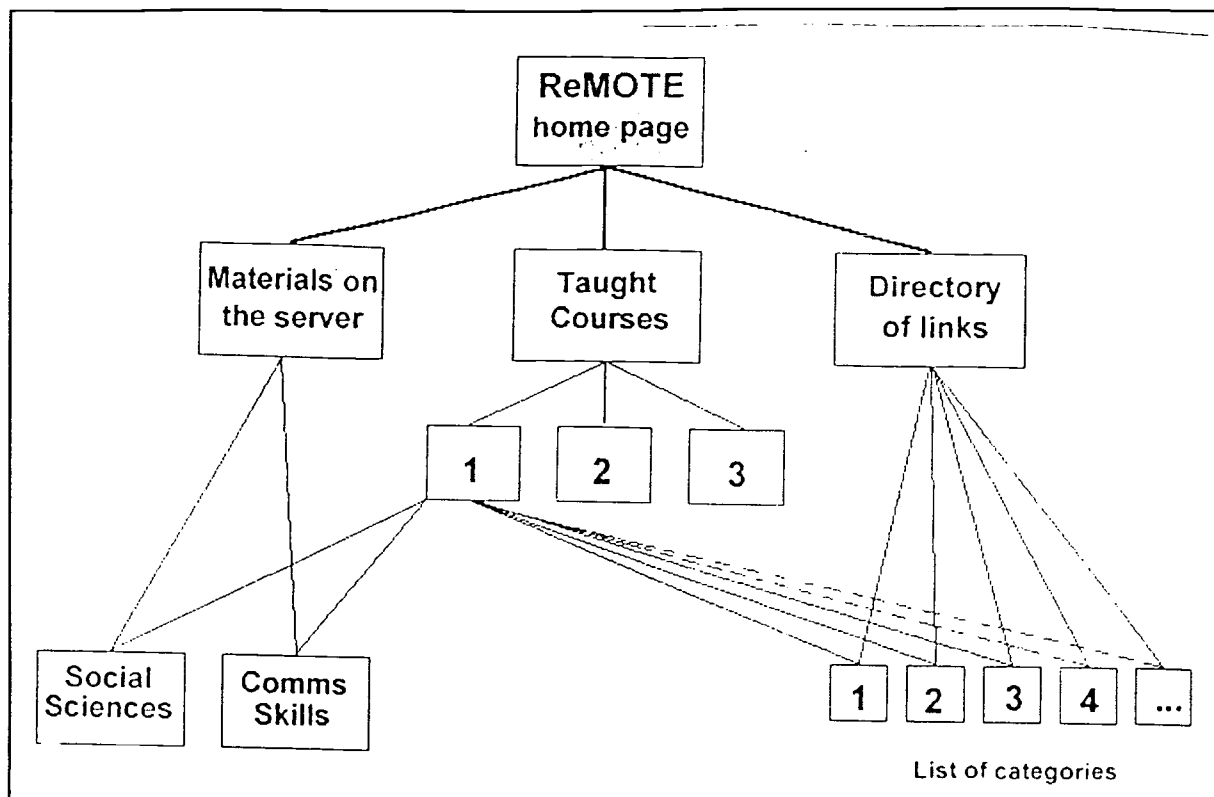 ReMOTE
home page
Materials on
the server
Taught
Courses
Directory
of links
1
2
3
Social
Sciences
Comms
Skills
1
2
3
4
...
List of categories